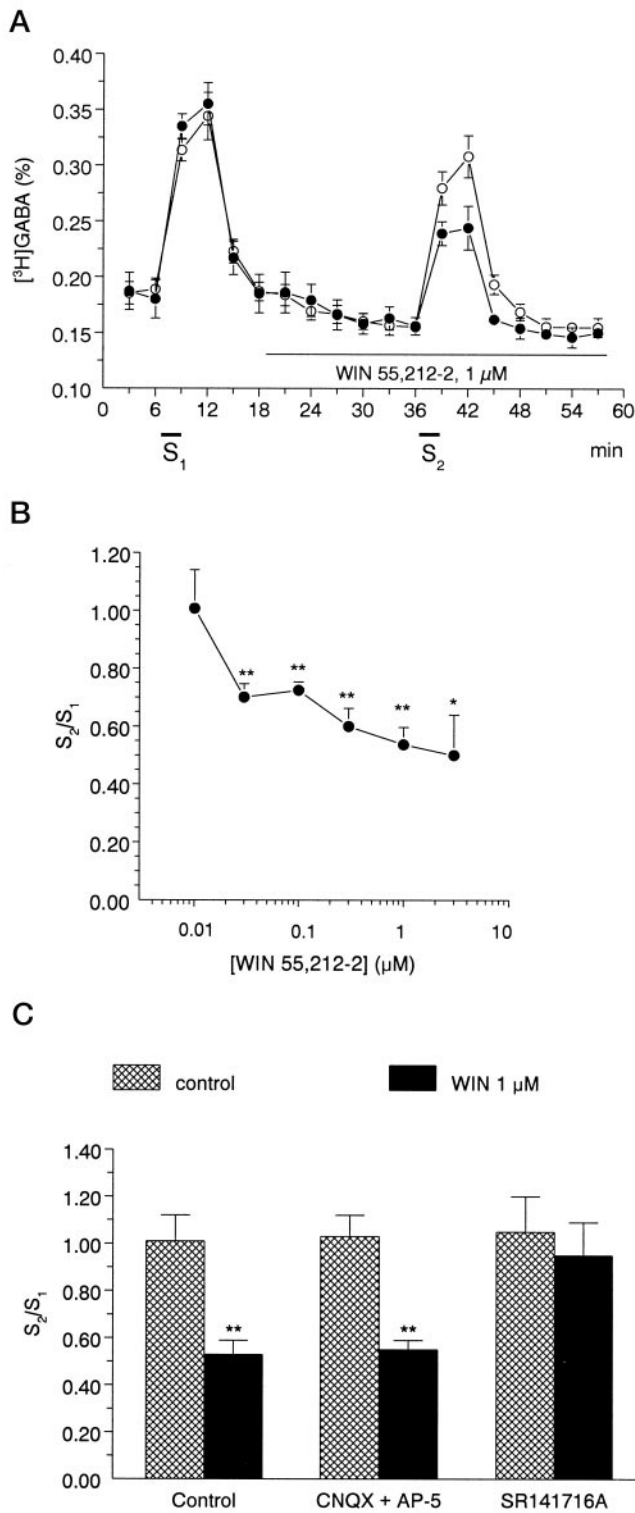 A
0.40
0.35
0.30
0.25
0.20
0.15
0.10
[³H]GABA (%)
WIN 55,212-2, 1 µM
0 6 12 18 24 30 36 42 48 54 60
S₁ S₂ min
B
1.20
1.00
0.80
0.60
0.40
0.20
0.00
S₂/S₁
** ** ** ** *
0.01 0.1 1 10
[WIN 55,212-2] (µM)
C
control WIN 1 µM
1.40
1.20
1.00
0.80
0.60
0.40
0.20
0.00
S₂/S₁
** **
Control CNQX + AP-5 SR141716A